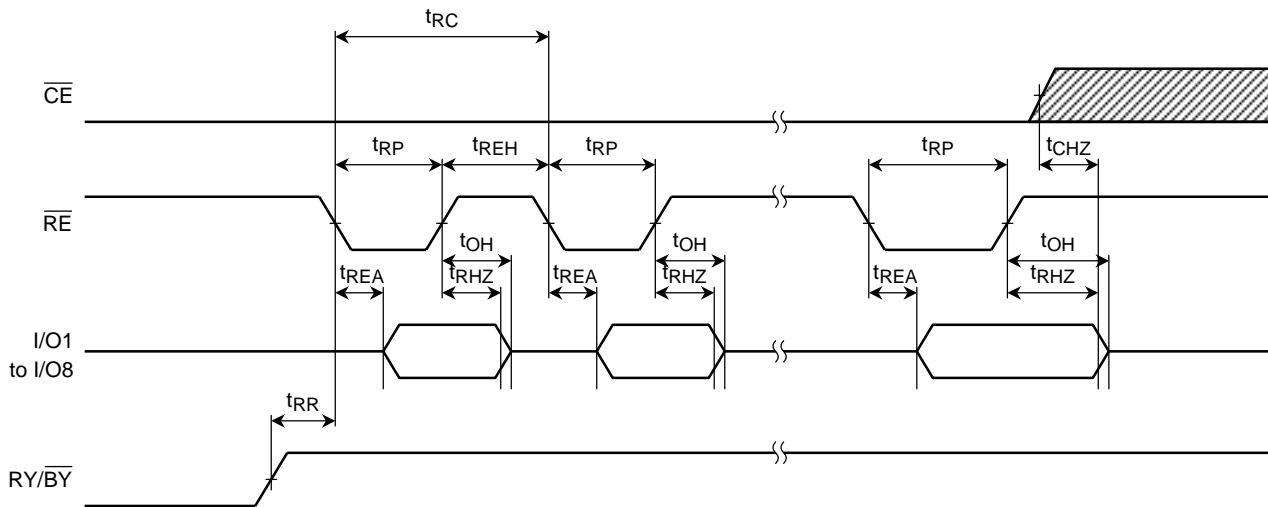 tRC
CE
tRP tREH tRP tRP tCHZ
RE
tOH tOH tOH
tREA tRHZ tREA tRHZ tREA tRHZ
I/O1
to I/O8
tRR
RY/BY